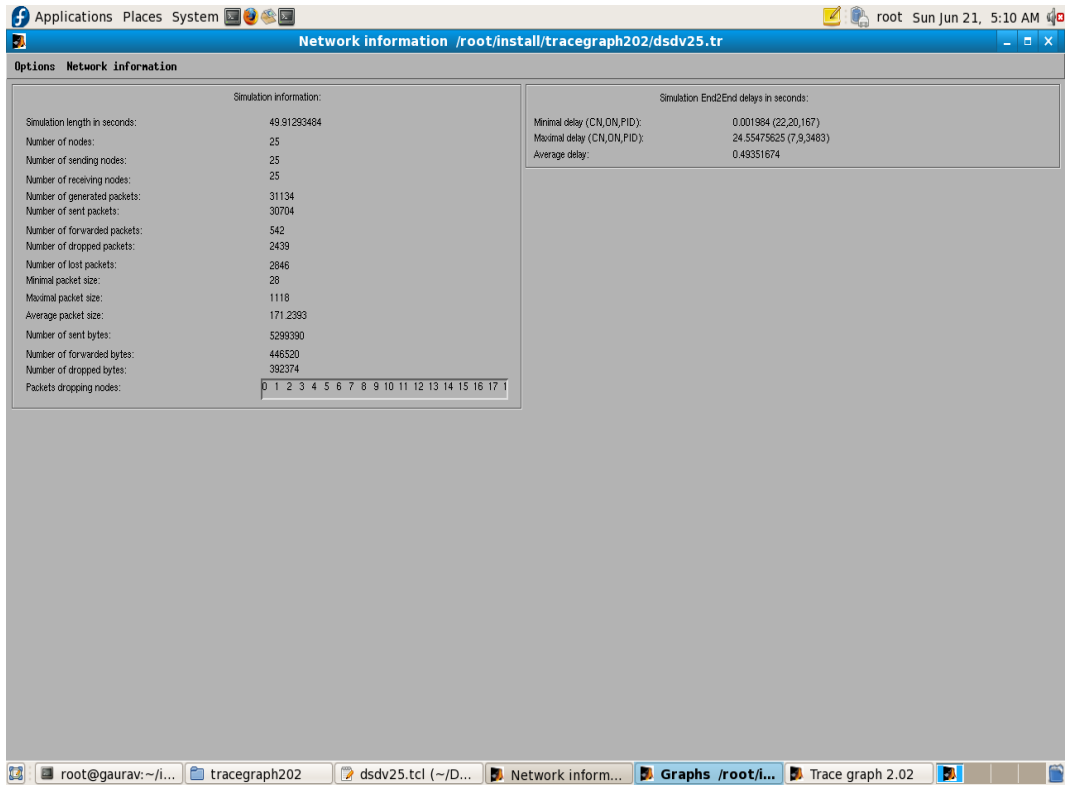 Applications Places System root Sun Jun 21, 5:10 AM
Network information /root/install/tracegraph202/dsdv25.tr
Options Network information
Simulation information:
Simulation length in seconds: 49.91293484
Number of nodes: 25
Number of sending nodes: 25
Number of receiving nodes: 25
Number of generated packets: 31134
Number of sent packets: 30704
Number of forwarded packets: 542
Number of dropped packets: 2439
Number of lost packets: 2846
Minimal packet size: 28
Maximal packet size: 1118
Average packet size: 171.2393
Number of sent bytes: 5299390
Number of forwarded bytes: 446520
Number of dropped bytes: 392374
Packets dropping nodes: 0 1 2 3 4 5 6 7 8 9 10 11 12 13 14 15 16 17 1
Simulation End2End delays in seconds:
Minimal delay (CN,ON,PID): 0.001984 (22,20,167)
Maximal delay (CN,ON,PID): 24.55475625 (7,9,3483)
Average delay: 0.49351674
root@gaurav:~/i... tracegraph202 dsdv25.tcl (~/D... Network inform... Graphs /root/i... Trace graph 2.02